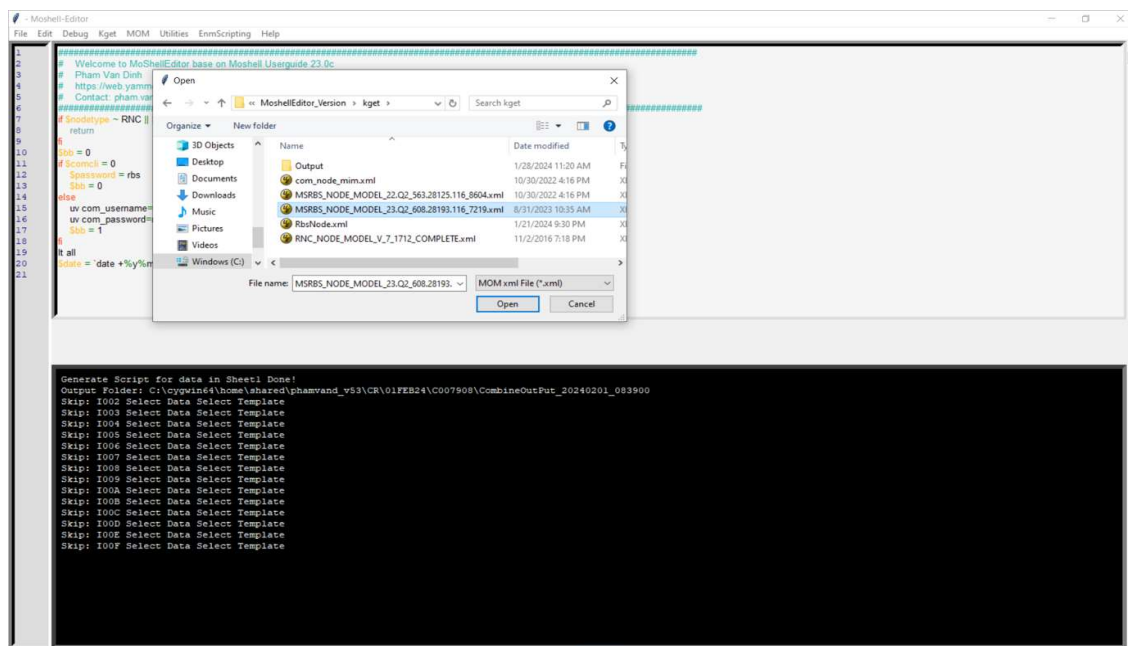 - Moshell-Editor
File Edit Debug Kget MOM Utilities EnmScripting Help
1
2 # Welcome to MoShellEditor base on Moshell Userguide 23.0c
3 # Pham Van Dinh
4 # https://web.yamm
5 # Contact: pham.var
6
7 if $nodetype ~ RNC ||
8 return
9 fi
10 $bb = 0
11 if $comcli = 0
12 $password = rbs
13 $bb = 0
14 else
15 uv com_username=
16 uv com_password=
17 $bb = 1
18 fi
19 lt all
20 $date = `date +%y%m
21
Open
« MoshellEditor_Version › kget ›
Search kget
Organize
New folder
3D Objects
Desktop
Documents
Downloads
Music
Pictures
Videos
Windows (C:)
Name Date modified Ty
Output 1/28/2024 11:20 AM Fi
com_node_mim.xml 10/30/2022 4:16 PM XI
MSRBS_NODE_MODEL_22.Q2_563.28125.116_8604.xml 10/30/2022 4:16 PM XI
MSRBS_NODE_MODEL_23.Q2_608.28193.116_7219.xml 8/31/2023 10:35 AM XI
RbsNode.xml 1/21/2024 9:30 PM XI
RNC_NODE_MODEL_V_7_1712_COMPLETE.xml 11/2/2016 7:18 PM XI
File name: MSRBS_NODE_MODEL_23.Q2_608.28193. MOM xml File (*.xml)
Open Cancel
Generate Script for data in Sheet1 Done!
Output Folder: C:\cygwin64\home\shared\phamvand_v53\CR\01FEB24\C007908\CombineOutPut_20240201_083900
Skip: I002 Select Data Select Template
Skip: I003 Select Data Select Template
Skip: I004 Select Data Select Template
Skip: I005 Select Data Select Template
Skip: I006 Select Data Select Template
Skip: I007 Select Data Select Template
Skip: I008 Select Data Select Template
Skip: I009 Select Data Select Template
Skip: I00A Select Data Select Template
Skip: I00B Select Data Select Template
Skip: I00C Select Data Select Template
Skip: I00D Select Data Select Template
Skip: I00E Select Data Select Template
Skip: I00F Select Data Select Template